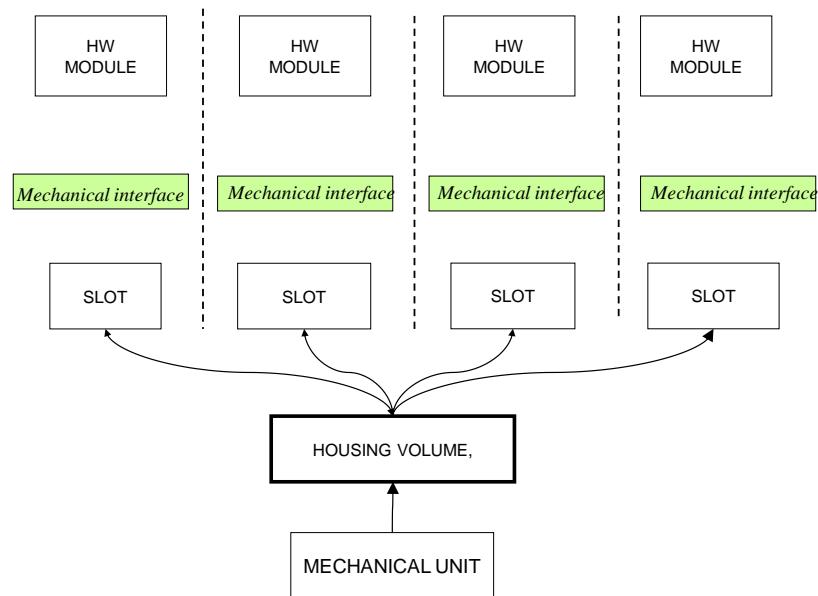 HW
MODULE
HW
MODULE
HW
MODULE
HW
MODULE
Mechanical interface
Mechanical interface
Mechanical interface
Mechanical interface
SLOT
SLOT
SLOT
SLOT
HOUSING VOLUME,
MECHANICAL UNIT